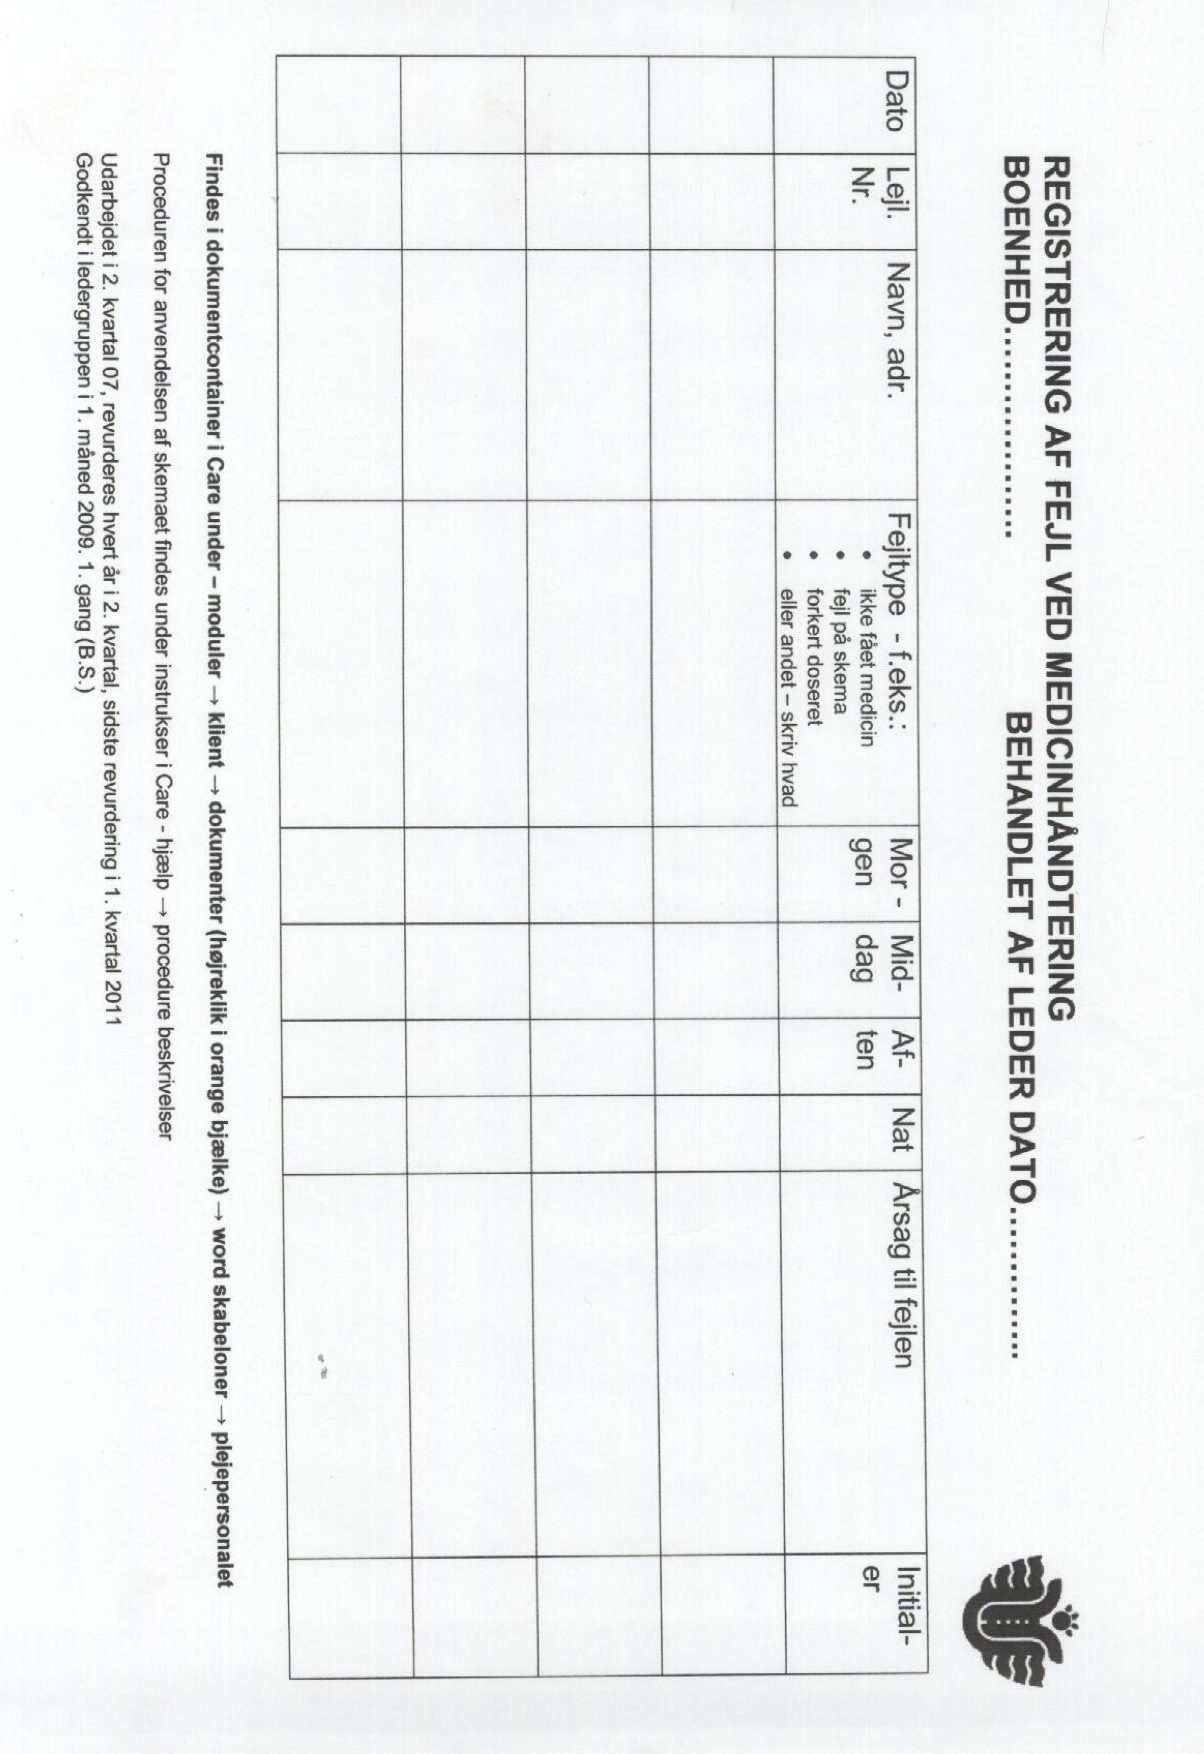 REGISTRERING AF FEJL VED MEDICINHÅNDTERING
BOENHED.................. BEHANDLET AF LEDER DATO.............
Dato
Lejl.
Nr.
Navn, adr.
Fejltype - f.eks.:
• ikke fået medicin
• fejl på skema
• forkert doseret
• eller andet – skriv hvad
Mor -
gen
Mid-
dag
Af-
ten
Nat
Årsag til fejlen
Initial-
er
Findes i dokumentcontainer i Care under – moduler → klient → dokumenter (højreklik i orange bjælke) → word skabeloner → plejepersonalet
Proceduren for anvendelsen af skemaet findes under instrukser i Care - hjælp → procedure beskrivelser
Udarbejdet i 2. kvartal 07, revurderes hvert år i 2. kvartal, sidste revurdering i 1. kvartal 2011
Godkendt i ledergruppen i 1. måned 2009. 1. gang (B.S.)